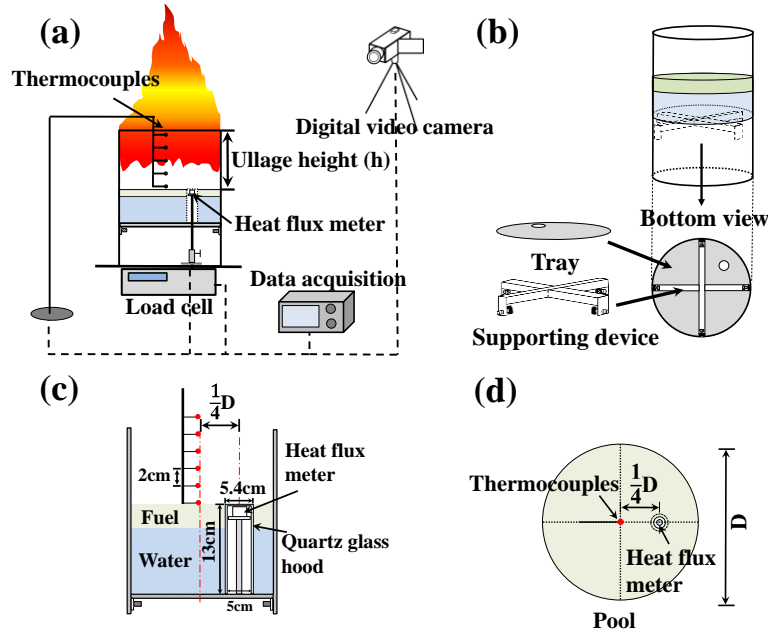 (a)
Thermocouples
Digital video camera
Ullage height (h)
Heat flux meter
Data acquisition
Load cell
(b)
Bottom view
Tray
Supporting device
(c)
1/4 D
2cm
5.4cm
Heat flux
meter
Fuel
Water
13cm
Quartz glass
hood
5cm
(d)
Thermocouples
1/4 D
D
Heat flux
meter
Pool